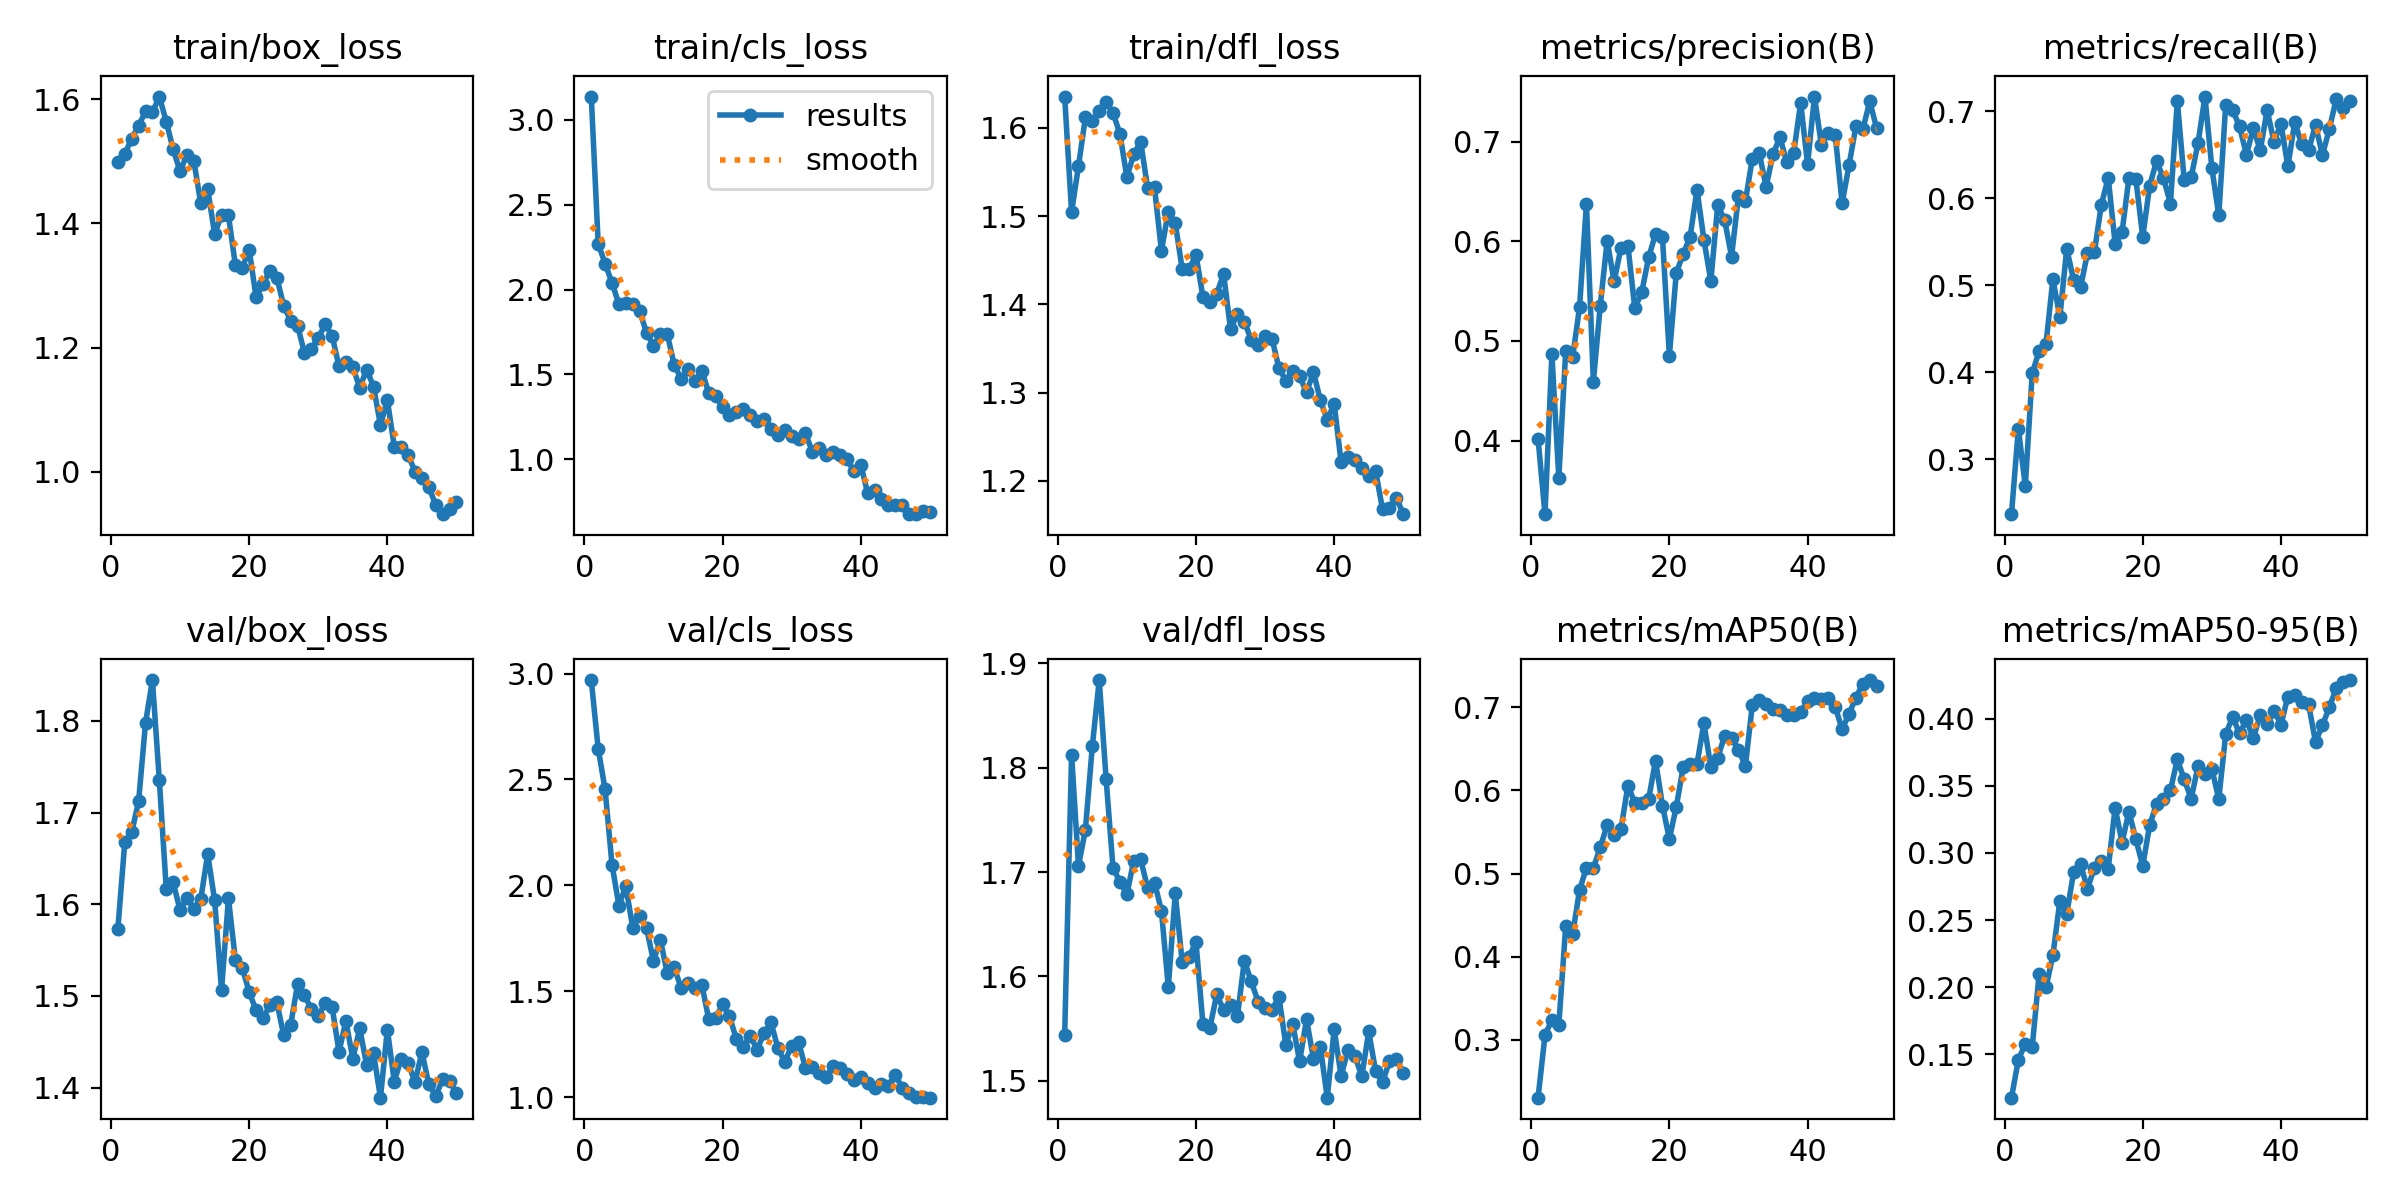 train/box_loss
1.6
1.4
1.2
1.0
0 20 40
train/cls_loss
results
smooth
3.0
2.5
2.0
1.5
1.0
0 20 40
train/dfl_loss
1.6
1.5
1.4
1.3
1.2
0 20 40
metrics/precision(B)
0.7
0.6
0.5
0.4
0 20 40
metrics/recall(B)
0.7
0.6
0.5
0.4
0.3
0 20 40
val/box_loss
1.8
1.7
1.6
1.5
1.4
0 20 40
val/cls_loss
3.0
2.5
2.0
1.5
1.0
0 20 40
val/dfl_loss
1.9
1.8
1.7
1.6
1.5
0 20 40
metrics/mAP50(B)
0.7
0.6
0.5
0.4
0.3
0 20 40
metrics/mAP50-95(B)
0.40
0.35
0.30
0.25
0.20
0.15
0 20 40